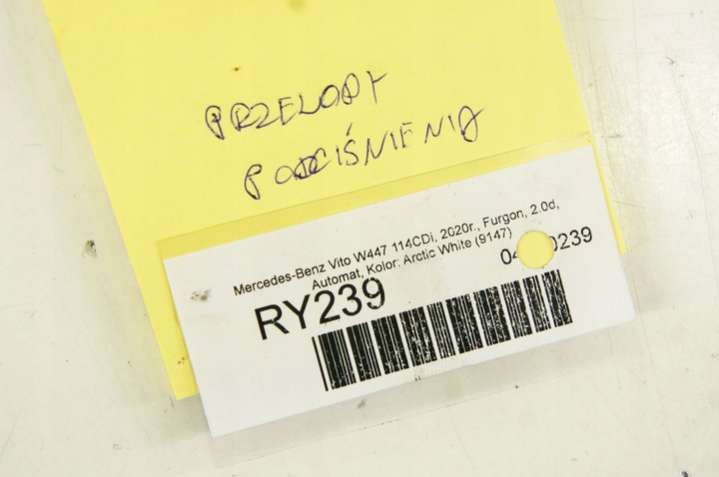 PRZELOTY
PODCIŚNIENIA
Mercedes-Benz Vito W447 114CDi, 2020r., Furgon, 2.0d,
Automat, Kolor: Arctic White (9147)
RY239